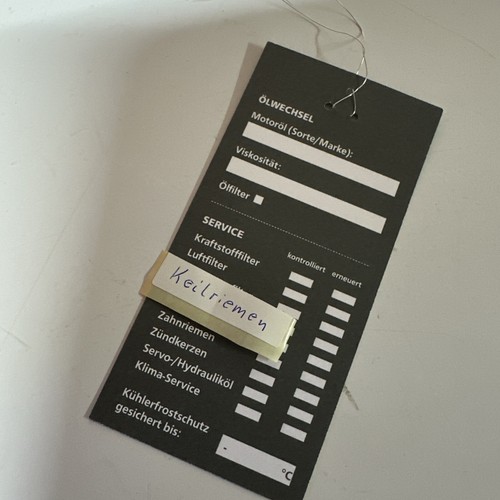 ÖLWECHSEL
Motoröl (Sorte/Marke):
Viskosität:
Ölfilter
SERVICE
kontrolliert erneuert
Kraftstofffilter
Luftfilter
Keilriemen
Zahnriemen
Zündkerzen
Servo-/Hydrauliköl
Klima-Service
Kühlerfrostschutz
gesichert bis:
- °C